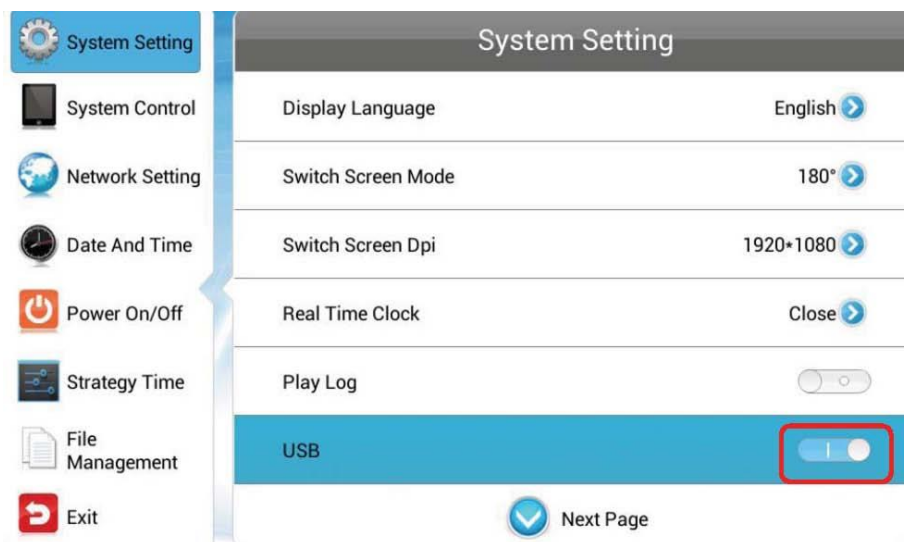 System Setting
System Control
Network Setting
Date And Time
Power On/Off
Strategy Time
File
Management
Exit
System Setting
Display Language English
Switch Screen Mode 180°
Switch Screen Dpi 1920*1080
Real Time Clock Close
Play Log
USB
Next Page